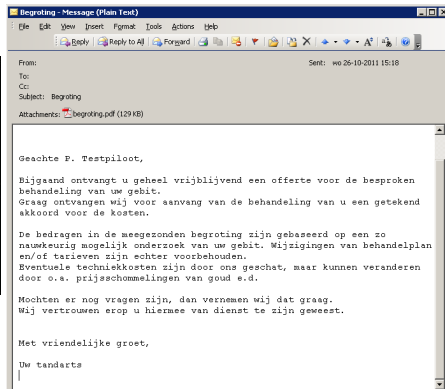 Begroting - Message (Plain Text)
File Edit View Insert Format Tools Actions Help
Reply Reply to All Forward
From: Sent: wo 26-10-2011 15:18
To:
Cc:
Subject: Begroting
Attachments: begroting.pdf (129 KB)
Geachte P. Testpiloot,
Bijgaand ontvangt u geheel vrijblijvend een offerte voor de besproken
behandeling van uw gebit.
Graag ontvangen wij voor aanvang van de behandeling van u een getekend
akkoord voor de kosten.
De bedragen in de meegezonden begroting zijn gebaseerd op een zo
nauwkeurig mogelijk onderzoek van uw gebit. Wijzigingen van behandelplan
en/of tarieven zijn echter voorbehouden.
Eventuele techniekkosten zijn door ons geschat, maar kunnen veranderen
door o.a. prijsschommelingen van goud e.d.
Mochten er nog vragen zijn, dan vernemen wij dat graag.
Wij vertrouwen erop u hiermee van dienst te zijn geweest.
Met vriendelijke groet,
Uw tandarts